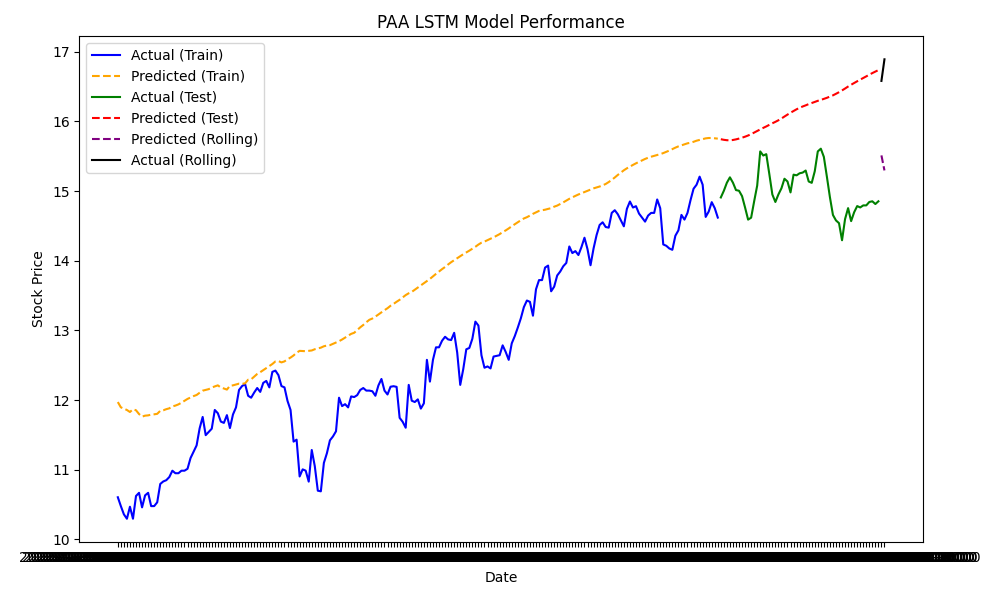 PAA LSTM Model Performance
17
16
15
14
13
12
11
10
Stock Price
Actual (Train)
Predicted (Train)
Actual (Test)
Predicted (Test)
Predicted (Rolling)
Actual (Rolling)
Date